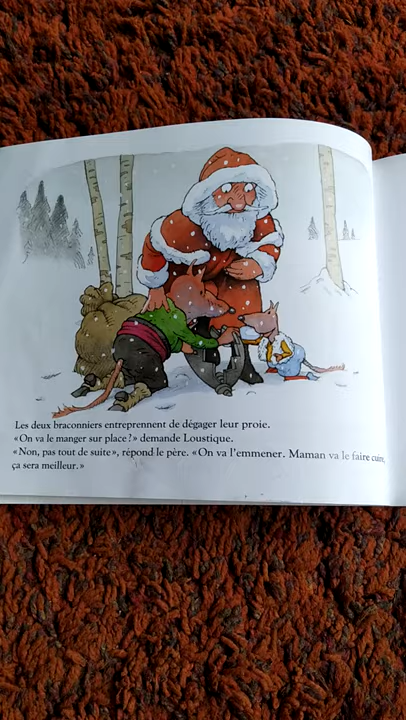 Les deux braconniers entreprennent de dégager leur proie.
«On va le manger sur place?» demande Loustique.
«Non, pas tout de suite», répond le père. «On va l'emmener. Maman va le faire cuire,
ça sera meilleur.»